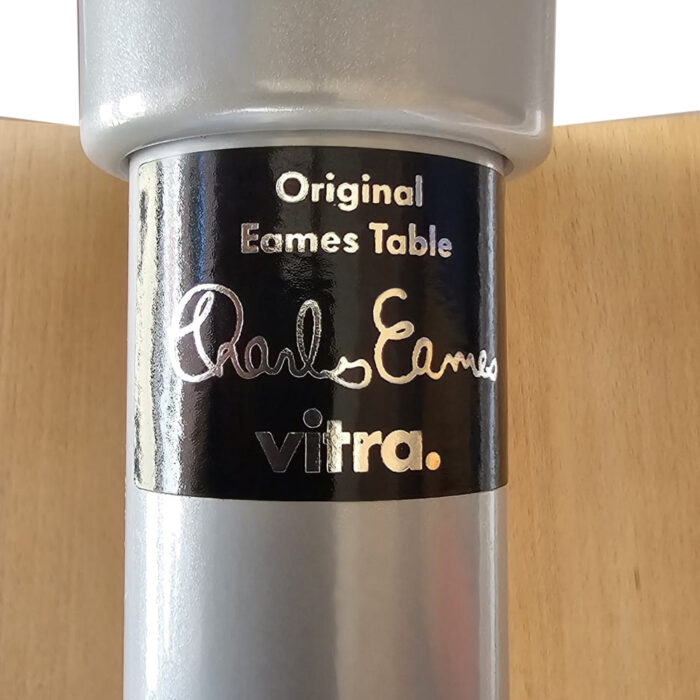 Original
Eames Table
Charles Eames
vitra.